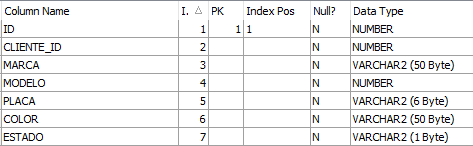 Column Name I. △ PK Index Pos Null? Data Type
ID 1 1 1 N NUMBER
CLIENTE_ID 2 N NUMBER
MARCA 3 N VARCHAR2 (50 Byte)
MODELO 4 N NUMBER
PLACA 5 N VARCHAR2 (6 Byte)
COLOR 6 N VARCHAR2 (50 Byte)
ESTADO 7 N VARCHAR2 (1 Byte)